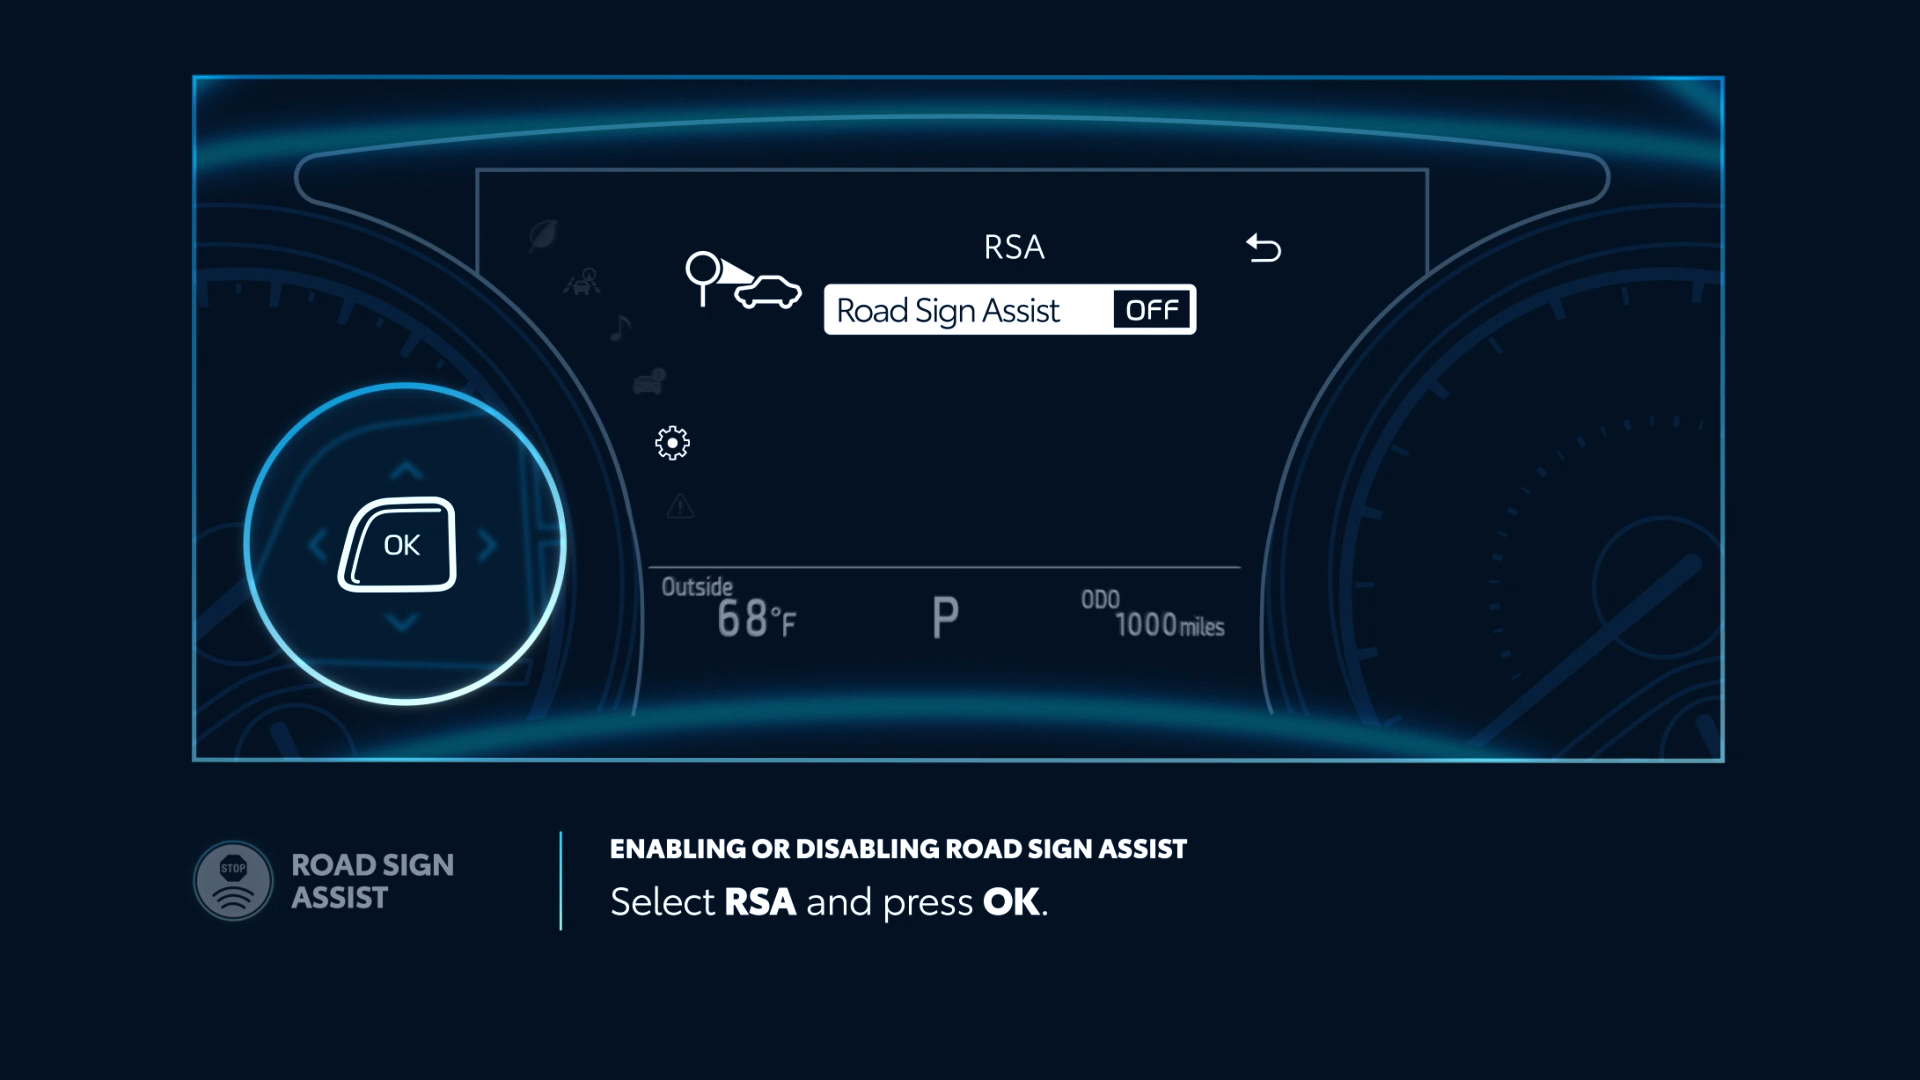 RSA
Road Sign Assist OFF
OK
Outside
68°F
P
ODO
1000 miles
STOP
ROAD SIGN
ASSIST
ENABLING OR DISABLING ROAD SIGN ASSIST
Select RSA and press OK.